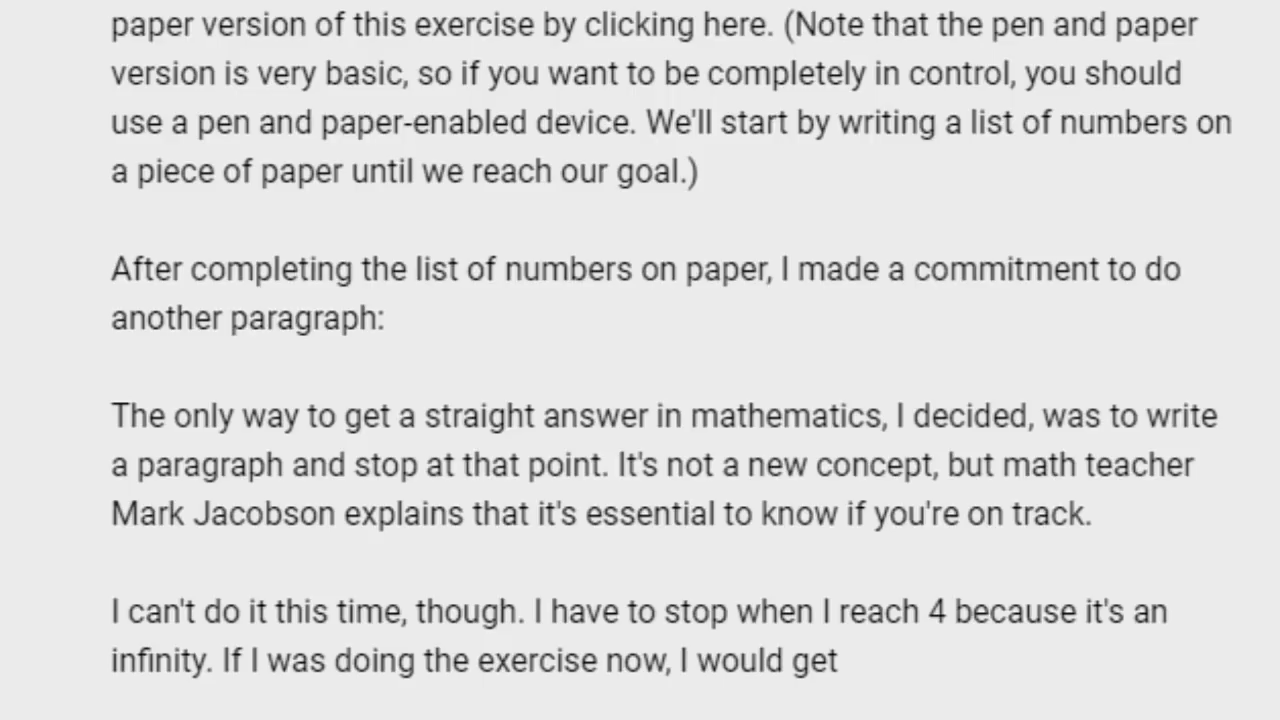 paper version of this exercise by clicking here. (Note that the pen and paper
version is very basic, so if you want to be completely in control, you should
use a pen and paper-enabled device. We'll start by writing a list of numbers on
a piece of paper until we reach our goal.)
After completing the list of numbers on paper, I made a commitment to do
another paragraph:
The only way to get a straight answer in mathematics, I decided, was to write
a paragraph and stop at that point. It's not a new concept, but math teacher
Mark Jacobson explains that it's essential to know if you're on track.
I can't do it this time, though. I have to stop when I reach 4 because it's an
infinity. If I was doing the exercise now, I would get